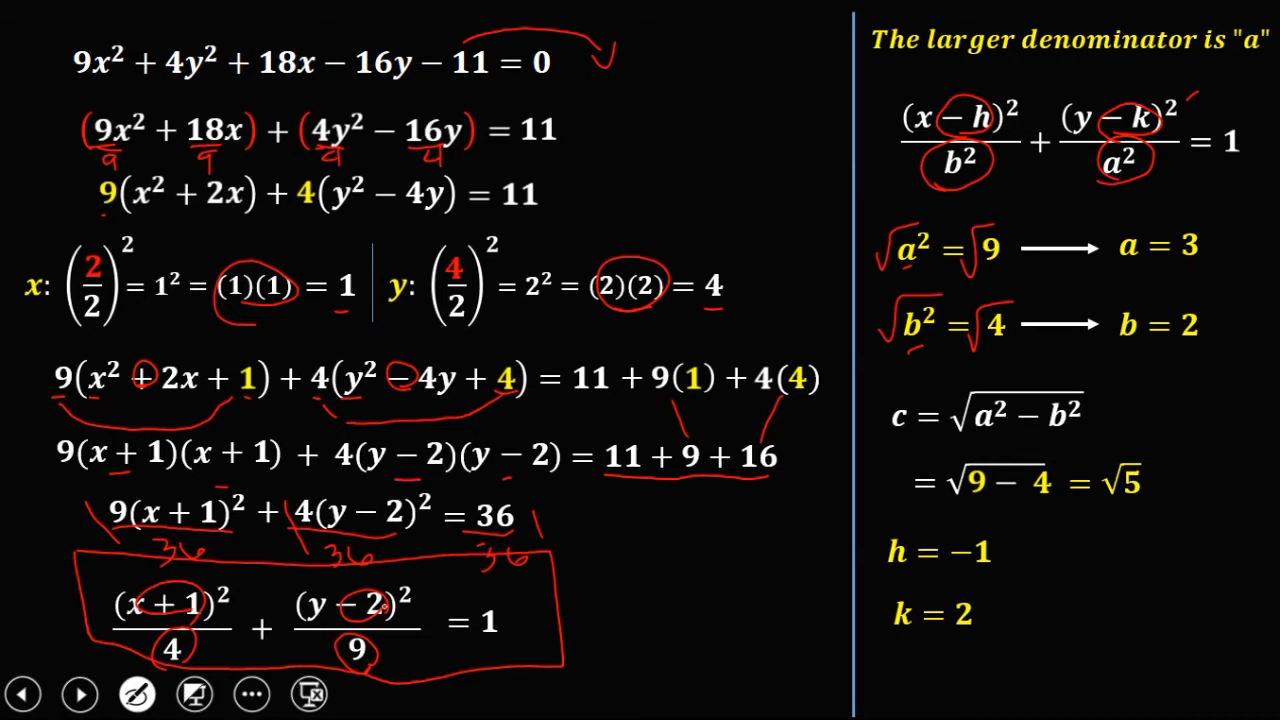 9x² + 4y² + 18x − 16y − 11 = 0
(9x² + 18x) + (4y² − 16y) = 11
9 9 4 4
9(x² + 2x) + 4(y² − 4y) = 11
x: (2/2)² = 1² = (1)(1) = 1 | y: (4/2)² = 2² = (2)(2) = 4
9(x² + 2x + 1) + 4(y² − 4y + 4) = 11 + 9(1) + 4(4)
9(x + 1)(x + 1) + 4(y − 2)(y − 2) = 11 + 9 + 16
9(x + 1)² + 4(y − 2)² = 36
36 36 36
(x + 1)²/4 + (y − 2)²/9 = 1
The larger denominator is "a"
(x − h)²/b² + (y − k)²/a² = 1
√a² = √9 ⟶ a = 3
√b² = √4 ⟶ b = 2
c = √(a² − b²)
= √(9 − 4) = √5
h = −1
k = 2